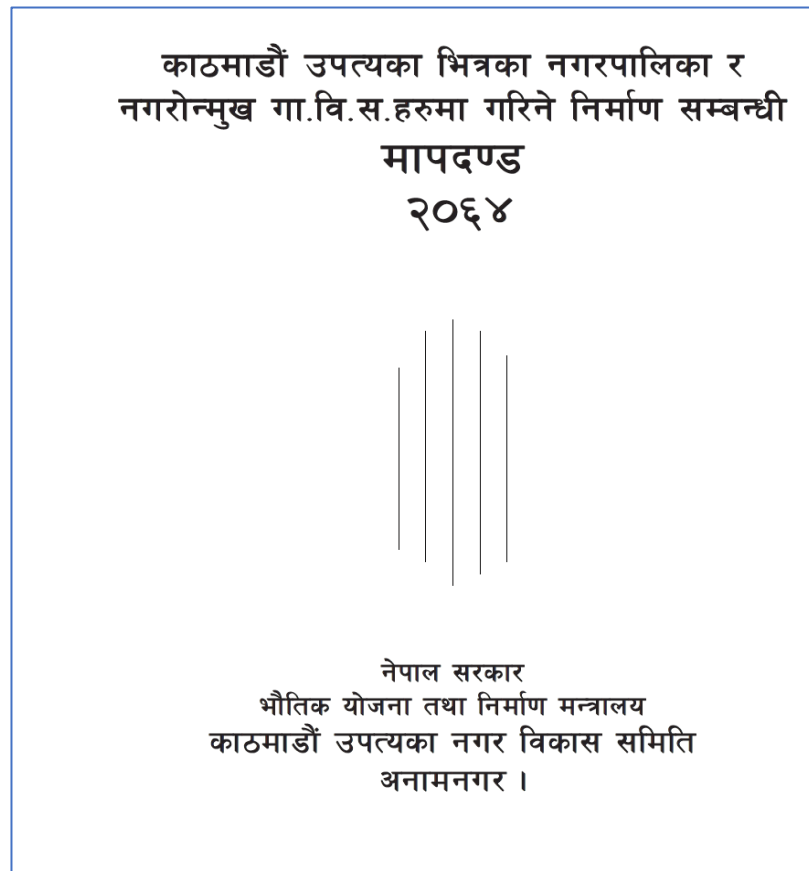 काठमाडौं उपत्यका भित्रका नगरपालिका र
नगरोन्मुख गा.वि.स.हरुमा गरिने निर्माण सम्बन्धी
मापदण्ड
२०६४
नेपाल सरकार
भौतिक योजना तथा निर्माण मन्त्रालय
काठमाडौं उपत्यका नगर विकास समिति
अनामनगर ।